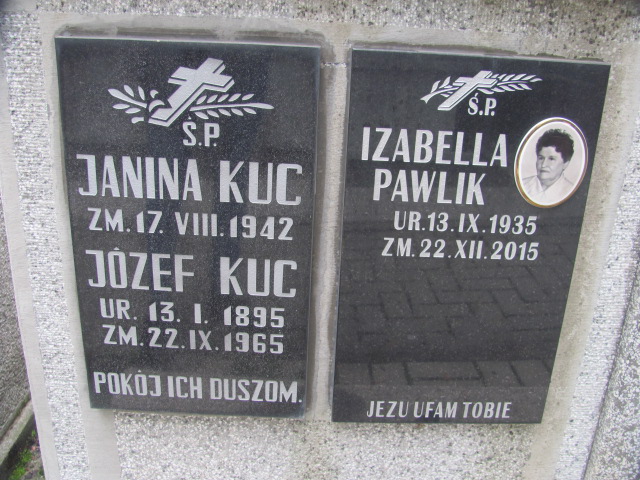 Ś.P.
JANINA KUC
ZM. 17. VIII. 1942
JÓZEF KUC
UR. 13. I. 1895
ZM. 22. IX. 1965
POKÓJ ICH DUSZOM.
Ś.P.
IZABELLA
PAWLIK
UR. 13. IX. 1935
ZM. 22. XII. 2015
JEZU UFAM TOBIE